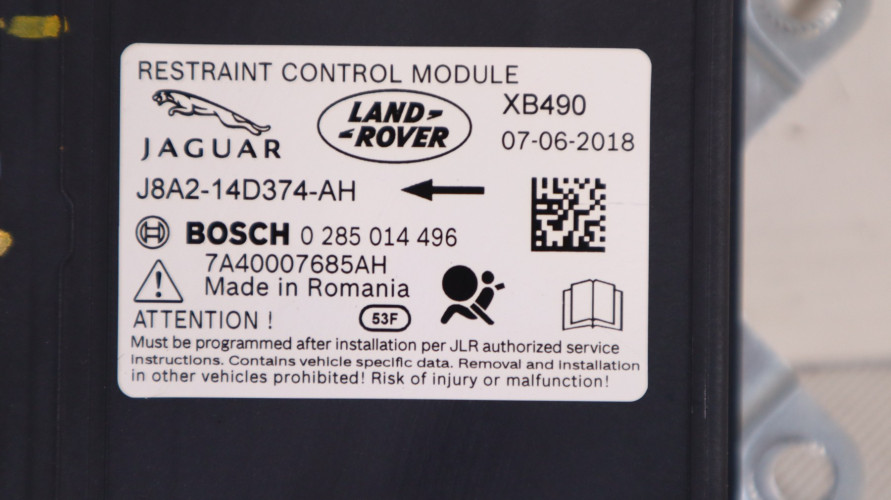 RESTRAINT CONTROL MODULE
JAGUAR
LAND ROVER
XB490
07-06-2018
J8A2-14D374-AH
BOSCH 0 285 014 496
7A40007685AH
Made in Romania
ATTENTION !
53F
Must be programmed after installation per JLR authorized service
instructions. Contains vehicle specific data. Removal and installation
in other vehicles prohibited! Risk of injury or malfunction!